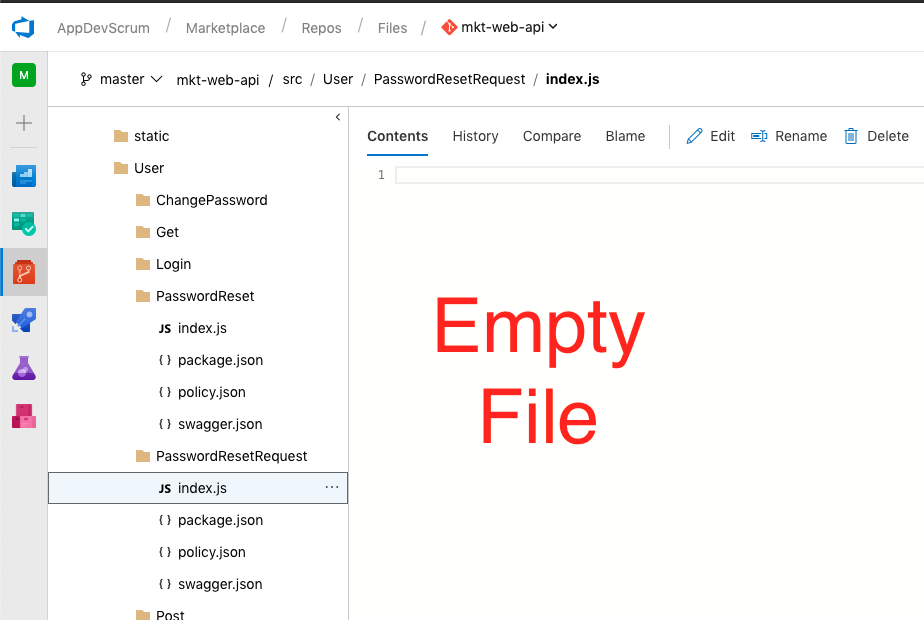 AppDevScrum / Marketplace / Repos / Files / mkt-web-api
M
master mkt-web-api / src / User / PasswordResetRequest / index.js
static
User
ChangePassword
Get
Login
PasswordReset
JS index.js
{ } package.json
{ } policy.json
{ } swagger.json
PasswordResetRequest
JS index.js ...
{ } package.json
{ } policy.json
{ } swagger.json
Post
Contents History Compare Blame Edit Rename Delete
1
Empty
File